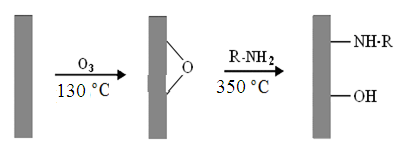 O₃
130 °C
O
R-NH₂
350 °C
NH·R
OH